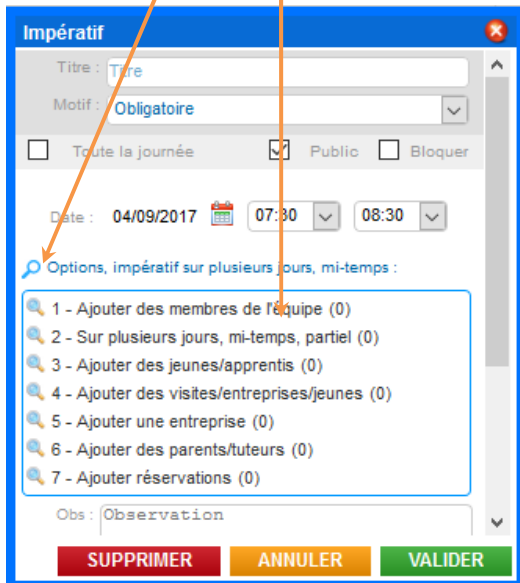 Impératif
Titre : Titre
Motif : Obligatoire
Toute la journée Public Bloquer
Date : 04/09/2017 07:30 08:30
Options, impératif sur plusieurs jours, mi-temps :
1 - Ajouter des membres de l'équipe (0)
2 - Sur plusieurs jours, mi-temps, partiel (0)
3 - Ajouter des jeunes/apprentis (0)
4 - Ajouter des visites/entreprises/jeunes (0)
5 - Ajouter une entreprise (0)
6 - Ajouter des parents/tuteurs (0)
7 - Ajouter réservations (0)
Obs : Observation
SUPPRIMER ANNULER VALIDER